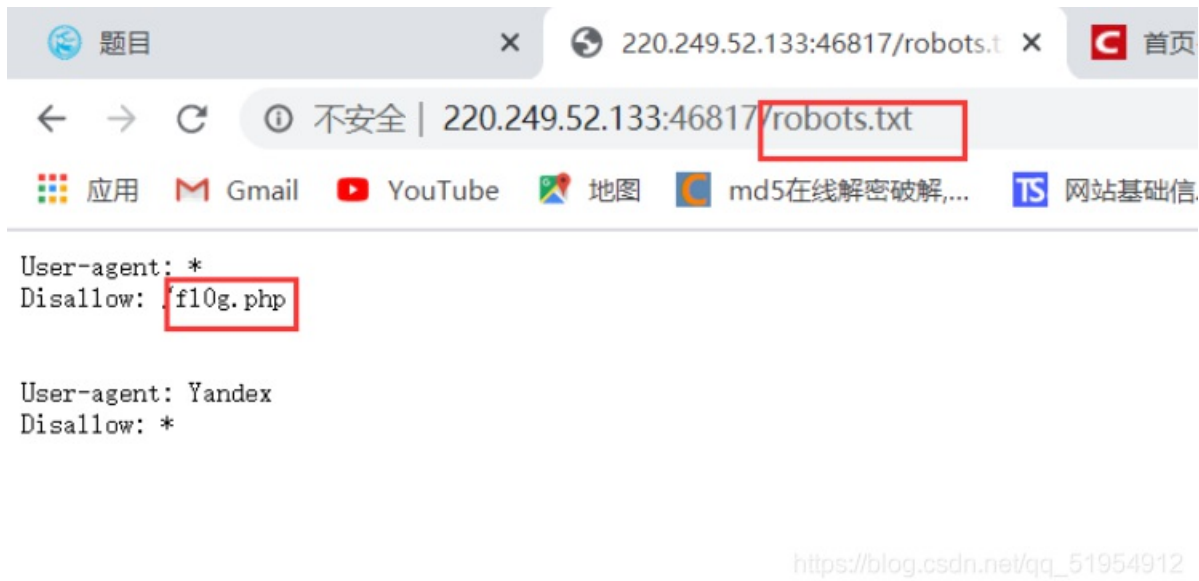 题目 × 220.249.52.133:46817/robots.t × 首页
不安全 | 220.249.52.133:46817/robots.txt
应用 Gmail YouTube 地图 md5在线解密破解,... TS 网站基础信
User-agent: *
Disallow: /fl0g.php
User-agent: Yandex
Disallow: *
https://blog.csdn.net/qq_51954912